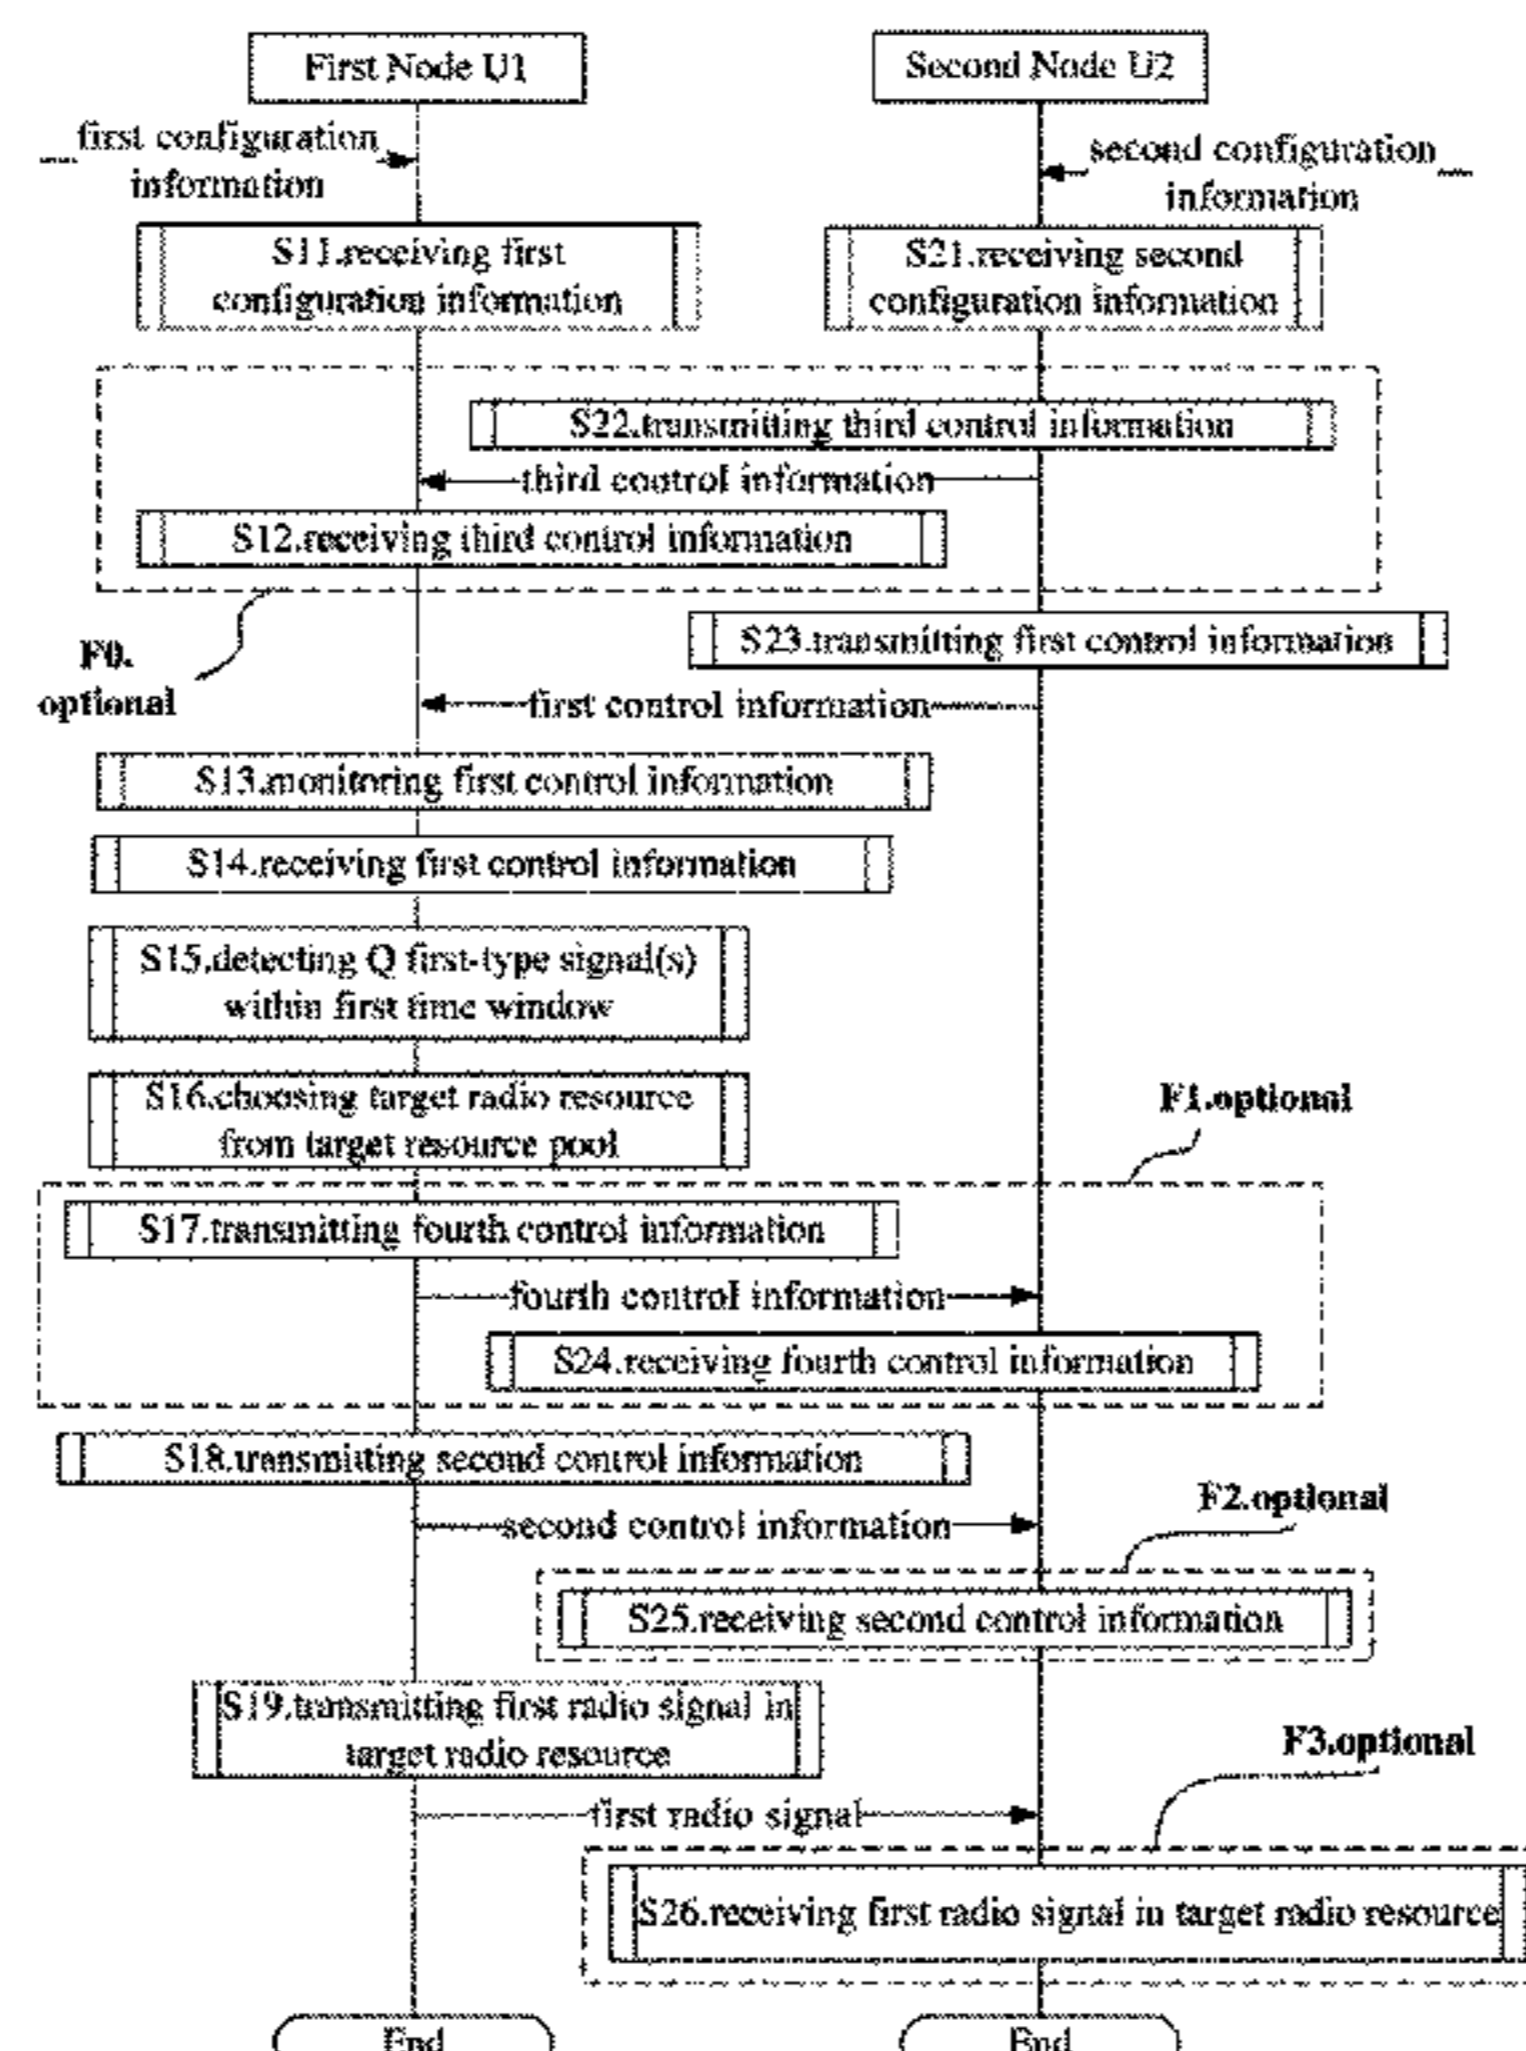 First Node U1
Second Node U2
first configuration
information
second configuration
information
S11.receiving first
configuration information
S21.receiving second
configuration information
S22.transmitting third control information
third control information
S12.receiving third control information
F0.
optional
S23.transmitting first control information
first control information
S13.monitoring first control information
S14.receiving first control information
S15.detecting Q first-type signal(s)
within first time window
S16.choosing target radio resource
from target resource pool
F1.optional
S17.transmitting fourth control information
fourth control information
S24.receiving fourth control information
S18.transmitting second control information
second control information
F2.optional
S25.receiving second control information
S19.transmitting first radio signal in
target radio resource
F3.optional
first radio signal
S26.receiving first radio signal in target radio resource
End
End